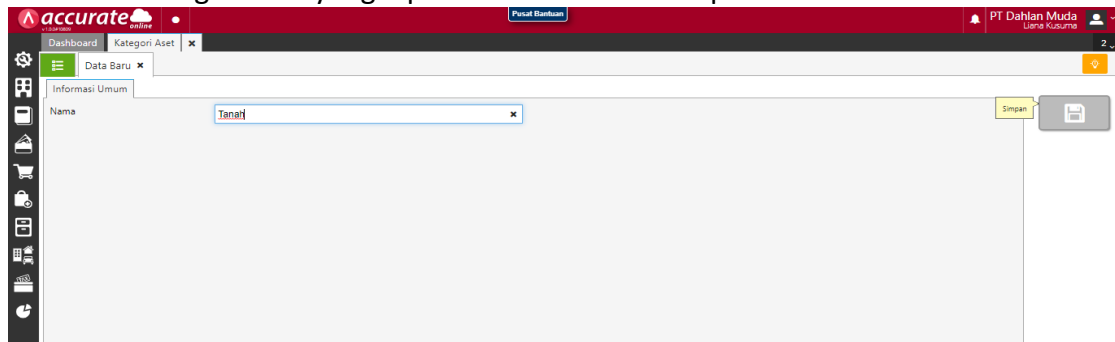 accurate
online
Pusat Bantuan
PT Dahlan Muda
Liana Kusuma
Dashboard
Kategori Aset
2
Data Baru
Informasi Umum
Nama
Tanah
Simpan